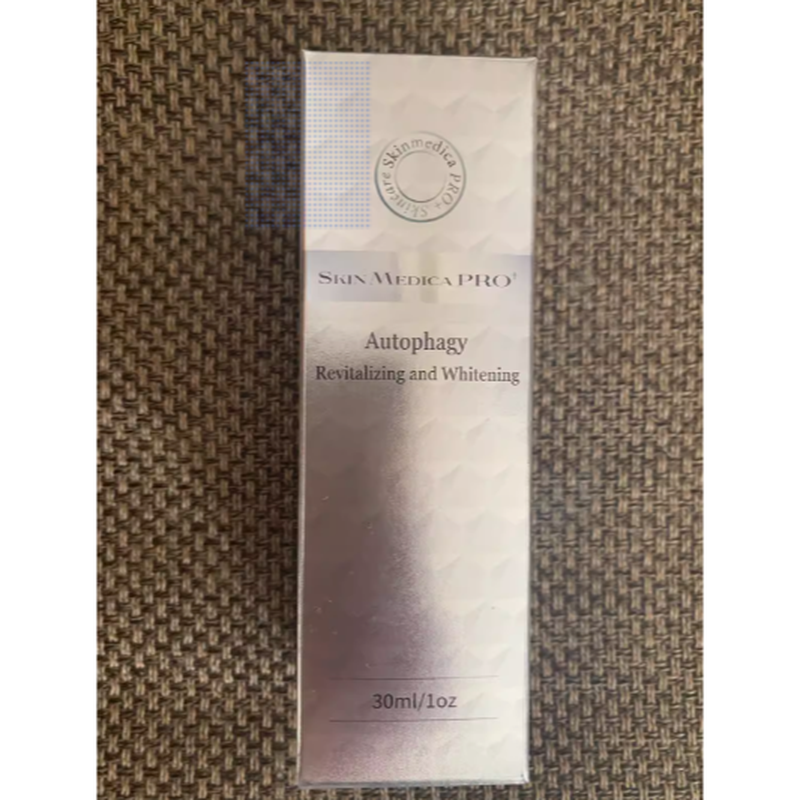 Skinmedica PRO+ Skincare
SKIN MEDICA PRO†
Autophagy
Revitalizing and Whitening
30ml/1oz